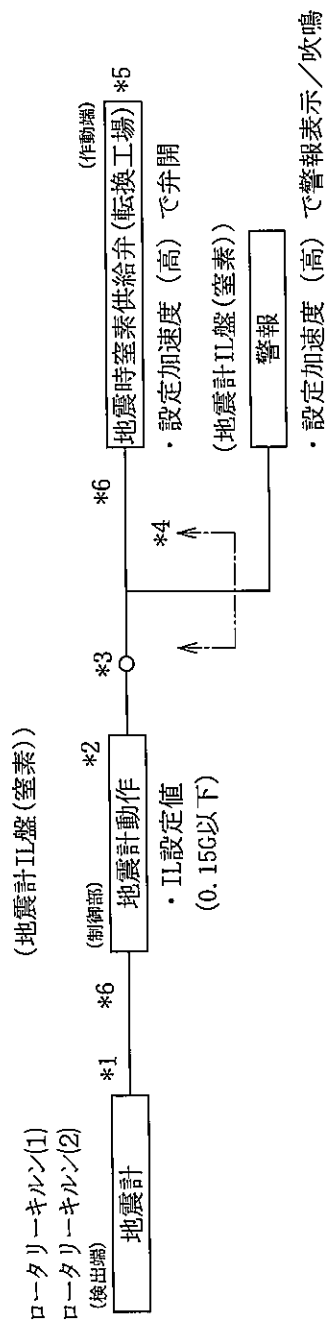 ロータリーキルン(1)
ロータリーキルン(2)
(検出端)
*1
地震計
*6
(地震計IL盤(窒素))
(制御部)
*2
地震計動作
・IL設定値
(0.15G以下)
*3
*4
*6
(作動端)
地震時窒素供給弁(転換工場)
*5
・設定加速度（高）で弁開
(地震計IL盤(窒素))
警報
・設定加速度（高）で警報表示／吹鳴